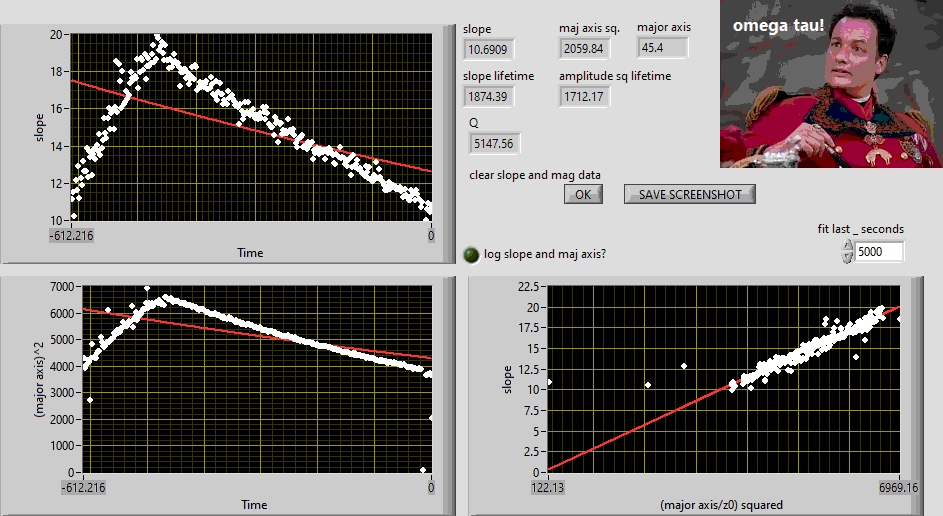 20
18
16
14
12
10
slope
-612.216
0
Time
slope
maj axis sq.
major axis
10.6909
2059.84
45.4
slope lifetime
amplitude sq lifetime
1874.39
1712.17
Q
5147.56
clear slope and mag data
OK
SAVE SCREENSHOT
omega tau!
fit last _ seconds
5000
log slope and maj axis?
7000
6000
5000
4000
3000
2000
1000
0
(major axis)^2
-612.216
0
Time
22.5
20
17.5
15
12.5
10
7.5
5
2.5
0
slope
122.13
6969.16
(major axis/z0) squared